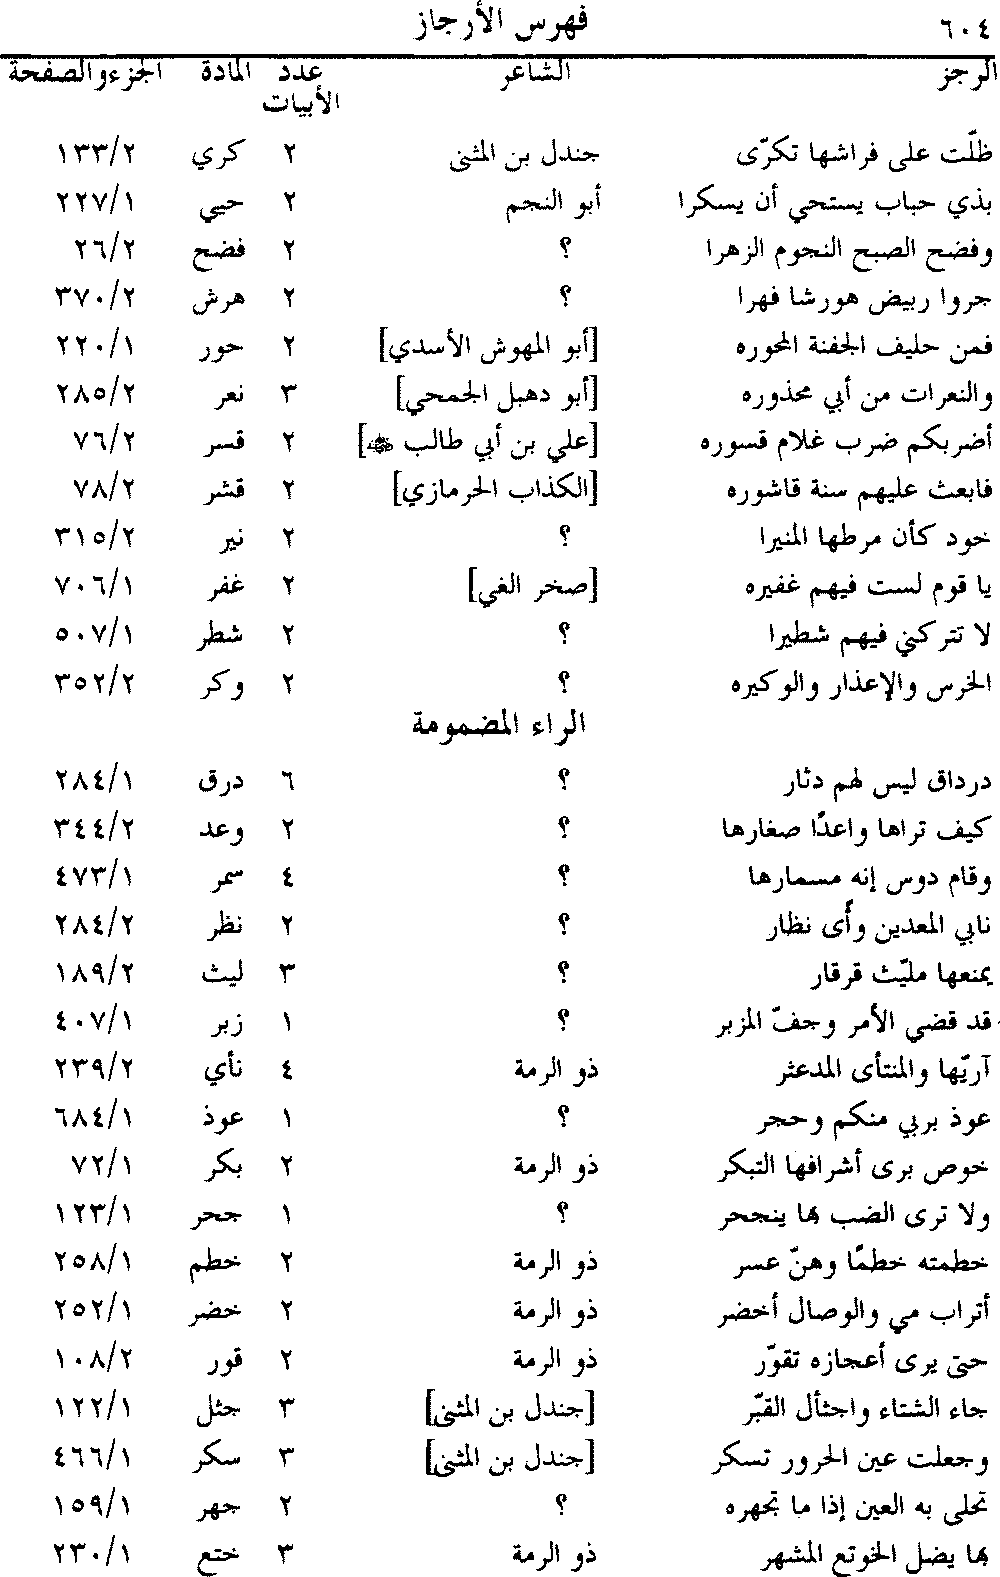 ٦٠٤ فهرس الأرجاز
الرجز الشاعر عدد المادة الجزء والصفحة
الأبيات
ظلّت على فراشها تكرّى جندل بن المثنى ٢ كري ١٣٣/٢
بذي حباب يستحي أن يسكرا أبو النجم ٢ حيي ٢٢٧/١
وفضح الصبح النجوم الزهرا ؟ ٢ فضح ٢٦/٢
جروا ربيض هورشا فهرا ؟ ٢ هرش ٣٧٠/٢
فمن حليف الجفنة المحوره [أبو المهوش الأسدي] ٢ حور ٢٢٠/١
والنعرات من أبي محذوره [أبو دهبل الجمحي] ٣ نعر ٢٨٥/٢
أضربكم ضرب غلام قسوره [علي بن أبي طالب ] ٢ قسر ٧٦/٢
فابعث عليهم سنة قاشوره [الكذاب الحرمازي] ٢ قشر ٧٨/٢
خود كأن مرطها المنيرا ؟ ٢ نير ٣١٥/٢
يا قوم لست فيهم غفيره [صخر الغي] ٢ غفر ٧٠٦/١
لا تتركني فيهم شطيرا ؟ ٢ شطر ٥٠٧/١
الخرس والإعذار والوكيره ؟ ٢ وكر ٣٥٢/٢
الراء المضمومة
درداق ليس لهم دثار ؟ ٦ درق ٢٨٤/١
كيف تراها واعدًا صغارها ؟ ٢ وعد ٣٤٤/٢
وقام دوس إنه مسمارها ؟ ٤ سمر ٤٧٣/١
نابي المعدين وأَى نظار ؟ ٢ نظر ٢٨٤/٢
يمنعها مليّث قرقار ؟ ٣ ليث ١٨٩/٢
قد قضي الأمر وجفّ المزبر ؟ ١ زبر ٤٠٧/١
آريّها والمنتأى المدعثر ذو الرمة ٤ نأي ٢٣٩/٢
عوذ بربي منكم وحجر ؟ ١ عوذ ٦٨٤/١
خوص برى أشرافها التبكر ذو الرمة ٢ بكر ٧٢/١
ولا ترى الضب بها ينجحر ؟ ١ جحر ١٢٣/١
خطمته خطمًا وهنّ عسر ذو الرمة ٢ خطم ٢٥٨/١
أتراب مي والوصال أخضر ذو الرمة ٢ خضر ٢٥٢/١
حتى يرى أعجازه تقوّر ذو الرمة ٢ قور ١٠٨/٢
جاء الشتاء واجثأل القبّر [جندل بن المثنى] ٣ جثل ١٢٢/١
وجعلت عين الحرور تسكر [جندل بن المثنى] ٣ سكر ٤٦٦/١
تحلى به العين إذا ما تجهره ؟ ٢ جهر ١٥٩/١
بها يضل الخوتع المشهر ذو الرمة ٣ ختع ٢٣٠/١